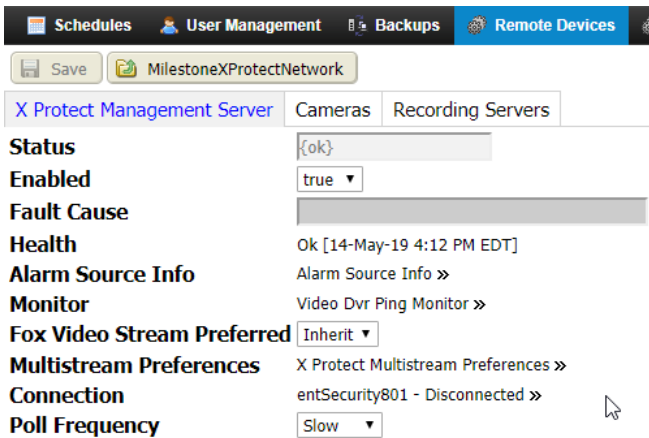 Schedules User Management Backups Remote Devices
Save MilestoneXProtectNetwork
X Protect Management Server Cameras Recording Servers
Status {ok}
Enabled true
Fault Cause
Health Ok [14-May-19 4:12 PM EDT]
Alarm Source Info Alarm Source Info »
Monitor Video Dvr Ping Monitor »
Fox Video Stream Preferred Inherit
Multistream Preferences X Protect Multistream Preferences »
Connection entSecurity801 - Disconnected »
Poll Frequency Slow